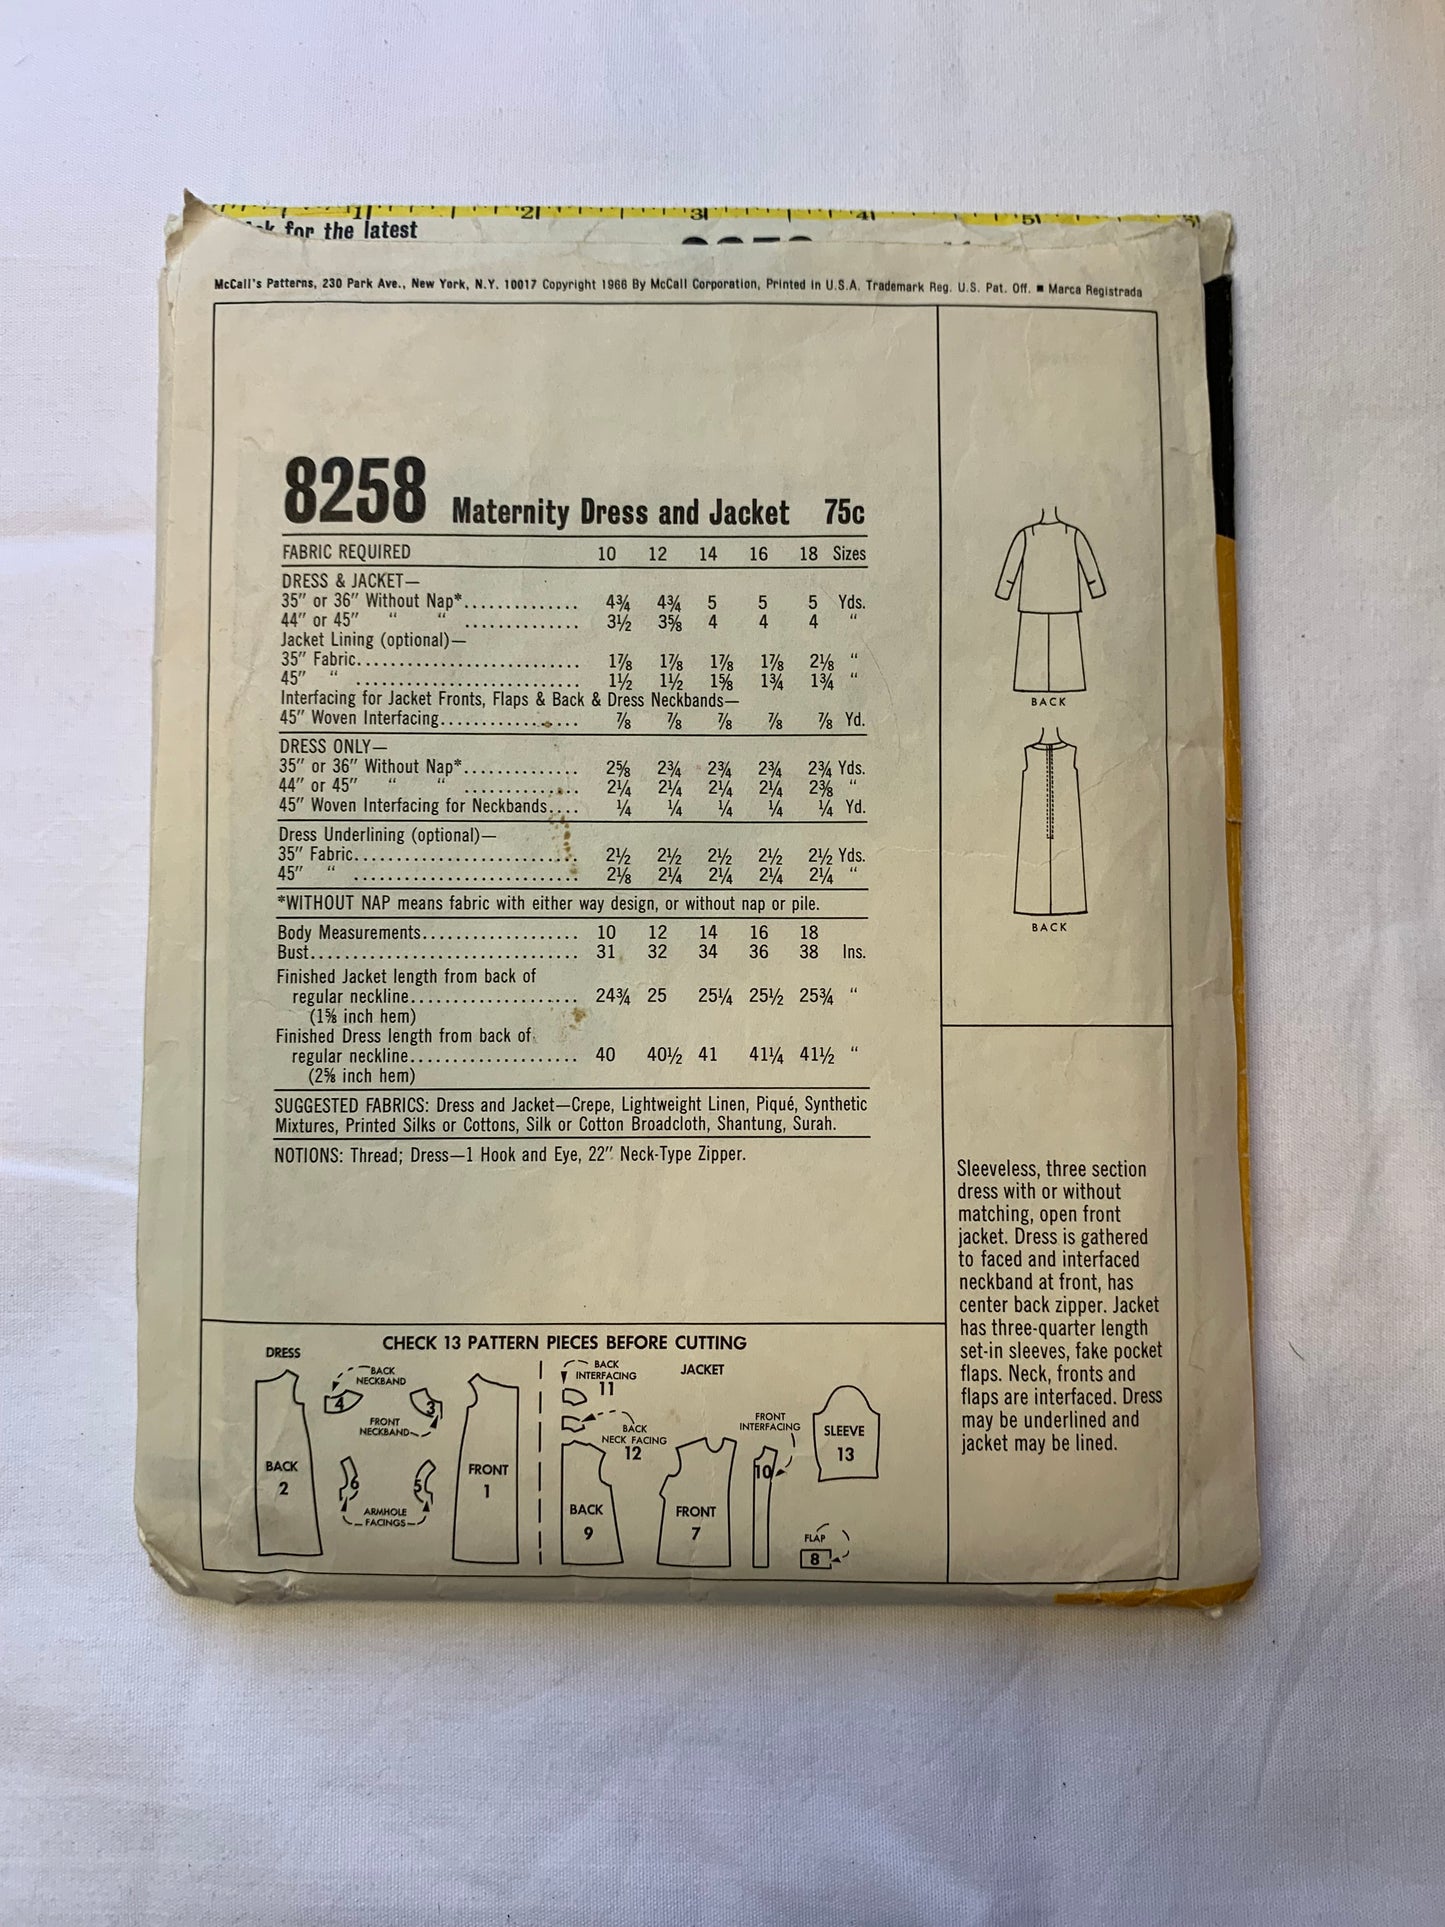 1 2 3 4 5
for the latest
McCall's Patterns, 230 Park Ave., New York, N.Y. 10017 Copyright 1966 By McCall Corporation, Printed in U.S.A. Trademark Reg. U.S. Pat. Off. ■ Marca Registrada
8258 Maternity Dress and Jacket 75c
FABRIC REQUIRED 10 12 14 16 18 Sizes
DRESS & JACKET—
35" or 36" Without Nap*.............. 4¾ 4¾ 5 5 5 Yds.
44" or 45" " " .............. 3½ 3⅝ 4 4 4 "
Jacket Lining (optional)—
35" Fabric........................... 1⅞ 1⅞ 1⅞ 1⅞ 2⅛ "
45" " ........................... 1½ 1½ 1⅝ 1¾ 1¾ "
Interfacing for Jacket Fronts, Flaps & Back & Dress Neckbands—
45" Woven Interfacing................. ⅞ ⅞ ⅞ ⅞ ⅞ Yd.
DRESS ONLY—
35" or 36" Without Nap*.............. 2⅝ 2¾ 2¾ 2¾ 2¾ Yds.
44" or 45" " " .............. 2¼ 2¼ 2¼ 2¼ 2⅜ "
45" Woven Interfacing for Neckbands.... ¼ ¼ ¼ ¼ ¼ Yd.
Dress Underlining (optional)—
35" Fabric........................... 2½ 2½ 2½ 2½ 2½ Yds.
45" " ........................... 2⅛ 2¼ 2¼ 2¼ 2¼ "
*WITHOUT NAP means fabric with either way design, or without nap or pile.
Body Measurements................... 10 12 14 16 18
Bust................................ 31 32 34 36 38 Ins.
Finished Jacket length from back of
regular neckline.................... 24¾ 25 25¼ 25½ 25¾ "
(1⅝ inch hem)
Finished Dress length from back of
regular neckline.................... 40 40½ 41 41¼ 41½ "
(2⅝ inch hem)
SUGGESTED FABRICS: Dress and Jacket—Crepe, Lightweight Linen, Piqué, Synthetic
Mixtures, Printed Silks or Cottons, Silk or Cotton Broadcloth, Shantung, Surah.
NOTIONS: Thread; Dress—1 Hook and Eye, 22" Neck-Type Zipper.
BACK
BACK
Sleeveless, three section
dress with or without
matching, open front
jacket. Dress is gathered
to faced and interfaced
neckband at front, has
center back zipper. Jacket
has three-quarter length
set-in sleeves, fake pocket
flaps. Neck, fronts and
flaps are interfaced. Dress
may be underlined and
jacket may be lined.
CHECK 13 PATTERN PIECES BEFORE CUTTING
DRESS
BACK
2
BACK
NECKBAND
4
3
FRONT
NECKBAND
6
5
ARMHOLE
FACINGS
FRONT
1
JACKET
BACK
INTERFACING
11
BACK
NECK FACING
12
BACK
9
FRONT
7
FRONT
INTERFACING
10
SLEEVE
13
FLAP
8